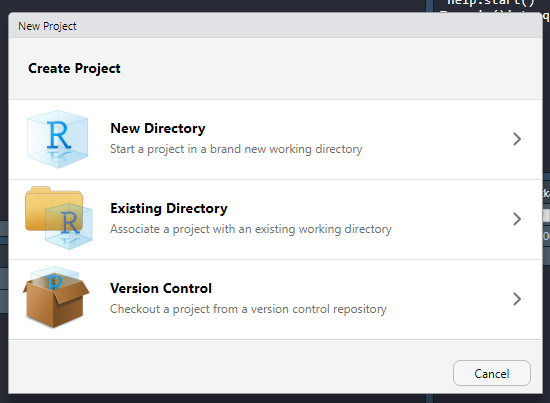 help.start()
New Project
Create Project
R
New Directory
Start a project in a brand new working directory
R
Existing Directory
Associate a project with an existing working directory
R
Version Control
Checkout a project from a version control repository
Cancel